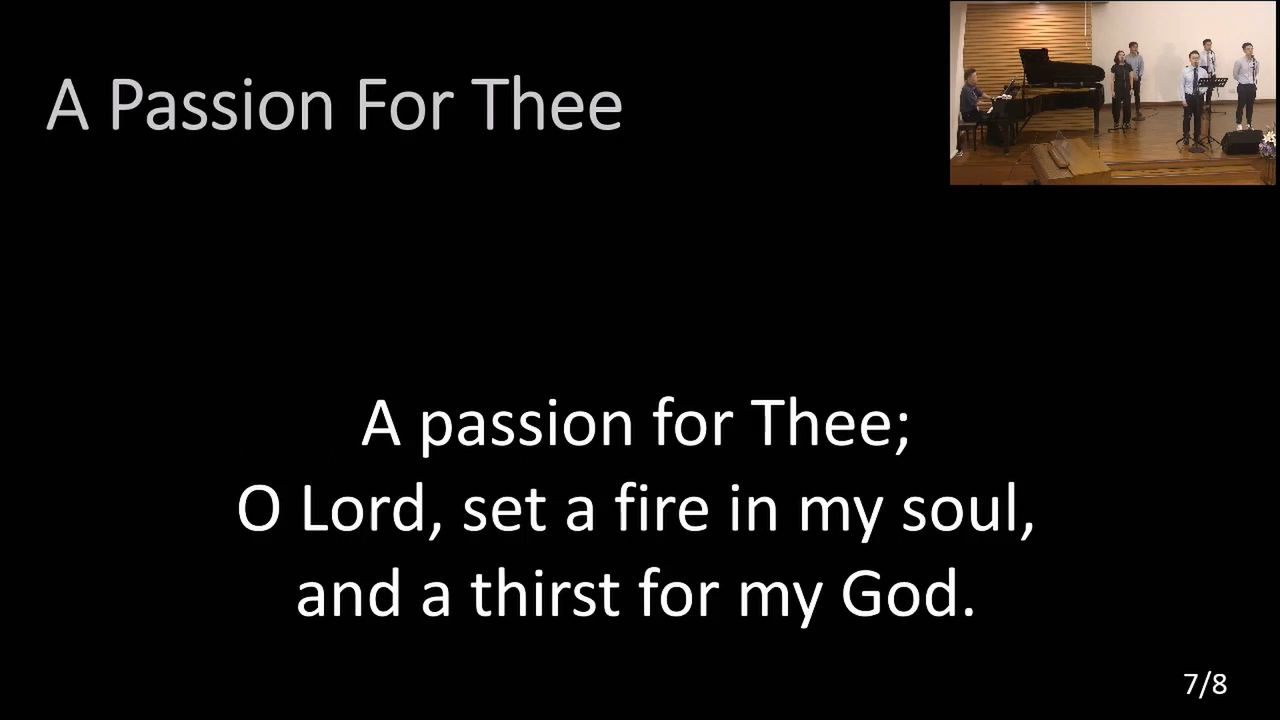 A Passion For Thee
A passion for Thee;
O Lord, set a fire in my soul,
and a thirst for my God.
7/8